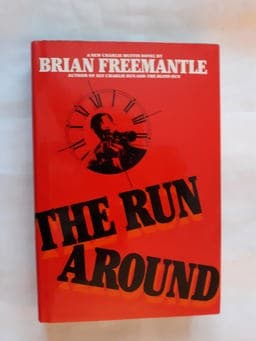 A NEW CHARLIE MUFFIN NOVEL BY
BRIAN FREEMANTLE
AUTHOR OF SEE CHARLIE RUN AND THE BLIND RUN
THE RUN
AROUND